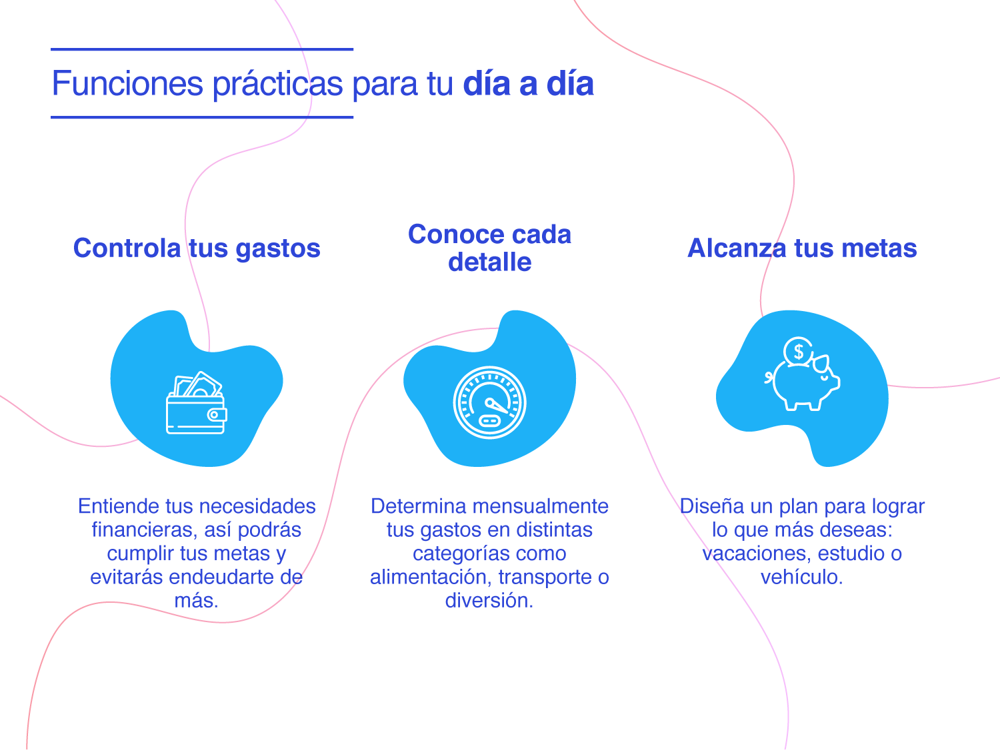 Funciones prácticas para tu día a día
Controla tus gastos
Conoce cada
detalle
Alcanza tus metas
$
Entiende tus necesidades
financieras, así podrás
cumplir tus metas y
evitarás endeudarte de
más.
Determina mensualmente
tus gastos en distintas
categorías como
alimentación, transporte o
diversión.
Diseña un plan para lograr
lo que más deseas:
vacaciones, estudio o
vehículo.